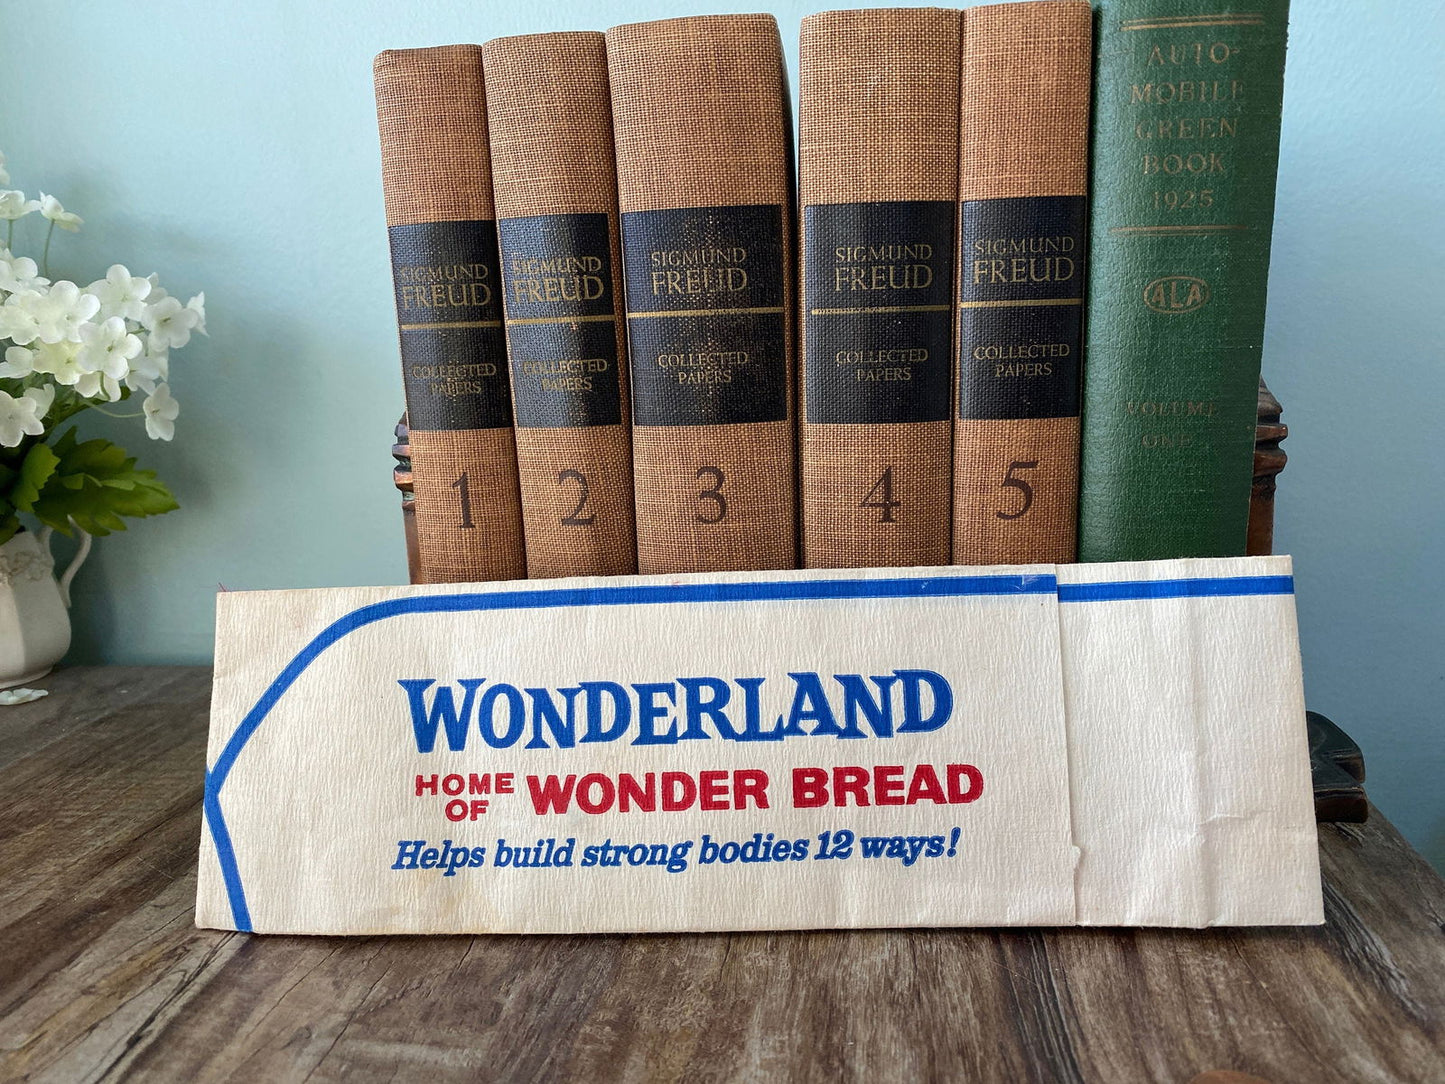 SIGMUND
FREUD
COLLECTED
PAPERS
1
SIGMUND
FREUD
COLLECTED
PAPERS
2
SIGMUND
FREUD
COLLECTED
PAPERS
3
SIGMUND
FREUD
COLLECTED
PAPERS
4
SIGMUND
FREUD
COLLECTED
PAPERS
5
AUTO-
MOBILE
GREEN
BOOK
1925
ALA
VOLUME
ONE
WONDERLAND
HOME OF WONDER BREAD
Helps build strong bodies 12 ways!